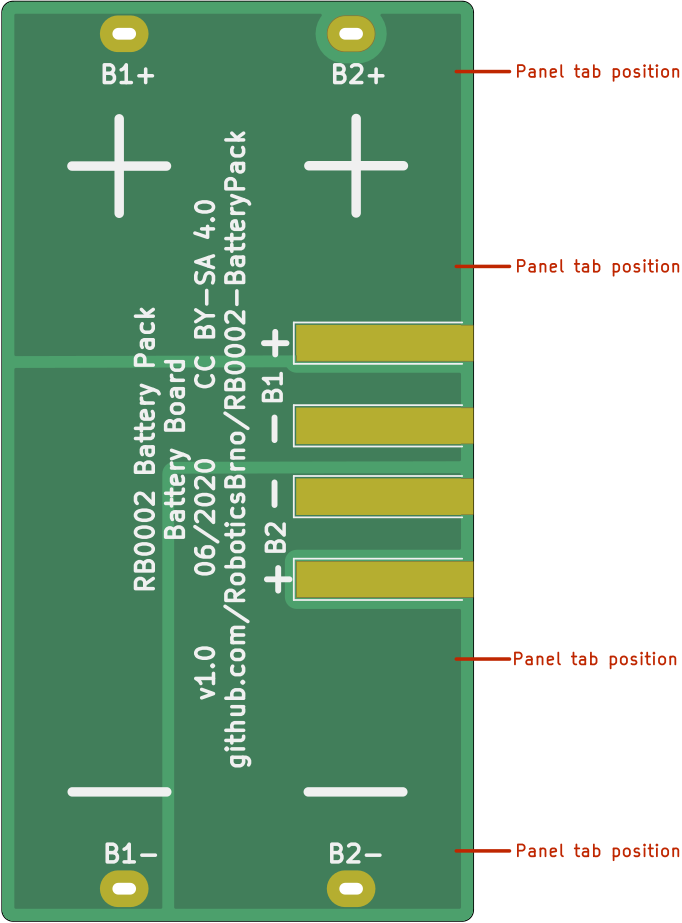 B1+
B2+
Panel tab position
Panel tab position
+
B1
-
-
B2
+
RB0002 Battery Pack
Battery Board
v1.0 06/2020 CC BY-SA 4.0
github.com/RoboticsBrno/RB0002-BatteryPack
Panel tab position
B1-
B2-
Panel tab position